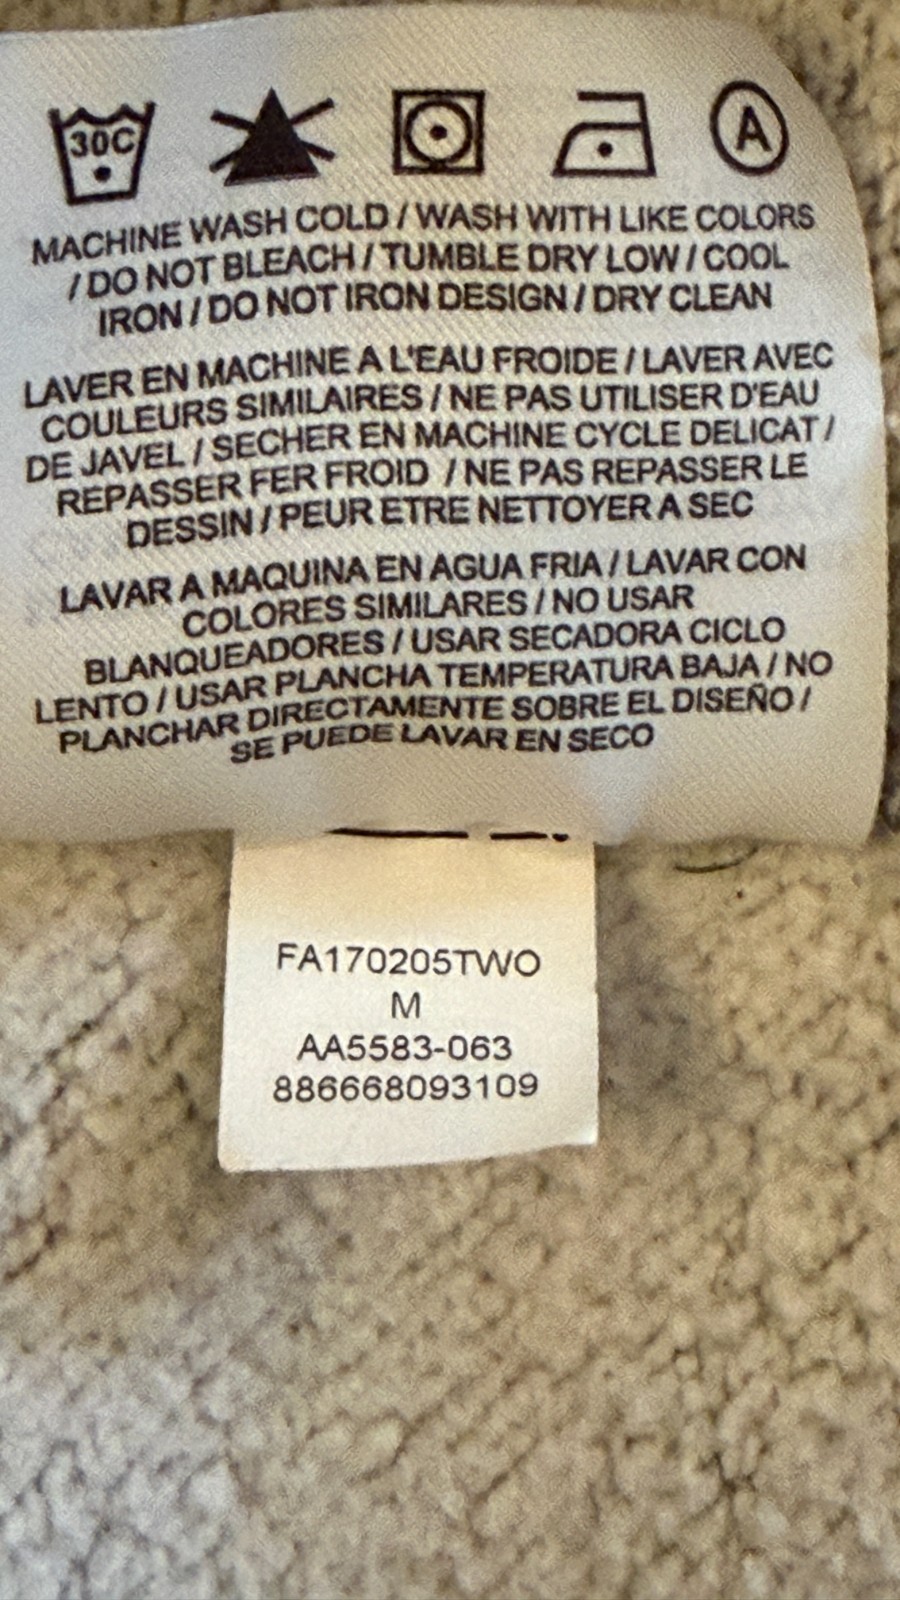 30C
A
MACHINE WASH COLD / WASH WITH LIKE COLORS
/ DO NOT BLEACH / TUMBLE DRY LOW / COOL
IRON / DO NOT IRON DESIGN / DRY CLEAN
LAVER EN MACHINE A L'EAU FROIDE / LAVER AVEC
COULEURS SIMILAIRES / NE PAS UTILISER D'EAU
DE JAVEL / SECHER EN MACHINE CYCLE DELICAT /
REPASSER FER FROID / NE PAS REPASSER LE
DESSIN / PEUR ETRE NETTOYER A SEC
LAVAR A MAQUINA EN AGUA FRIA / LAVAR CON
COLORES SIMILARES / NO USAR
BLANQUEADORES / USAR SECADORA CICLO
LENTO / USAR PLANCHA TEMPERATURA BAJA / NO
PLANCHAR DIRECTAMENTE SOBRE EL DISEÑO /
SE PUEDE LAVAR EN SECO
FA170205TWO
M
AA5583-063
886668093109